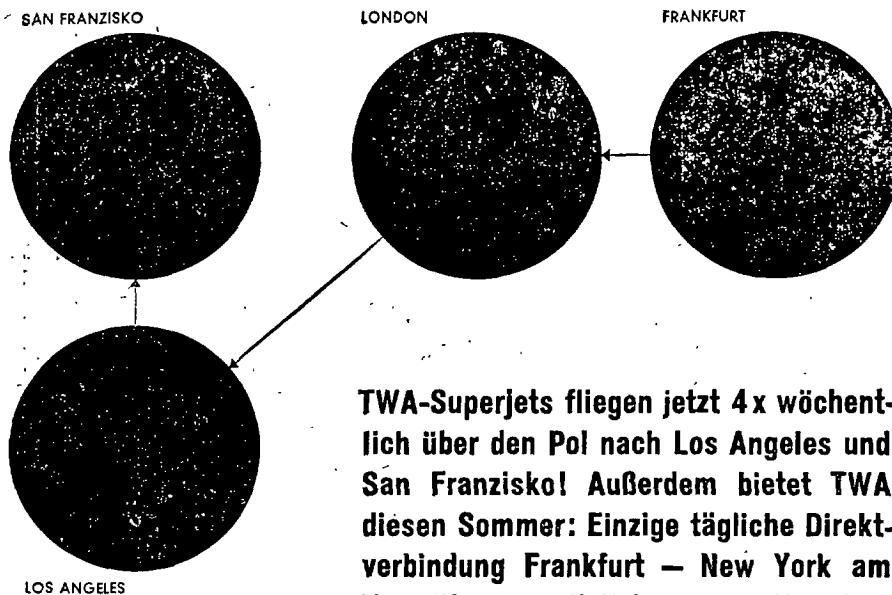 SAN FRANZISKO
LONDON
FRANKFURT
LOS ANGELES
TWA-Superjets fliegen jetzt 4x wöchent-
lich über den Pol nach Los Angeles und
San Franzisko! Außerdem bietet TWA
diesen Sommer: Einzige tägliche Direkt-
verbindung Frankfurt — New York am